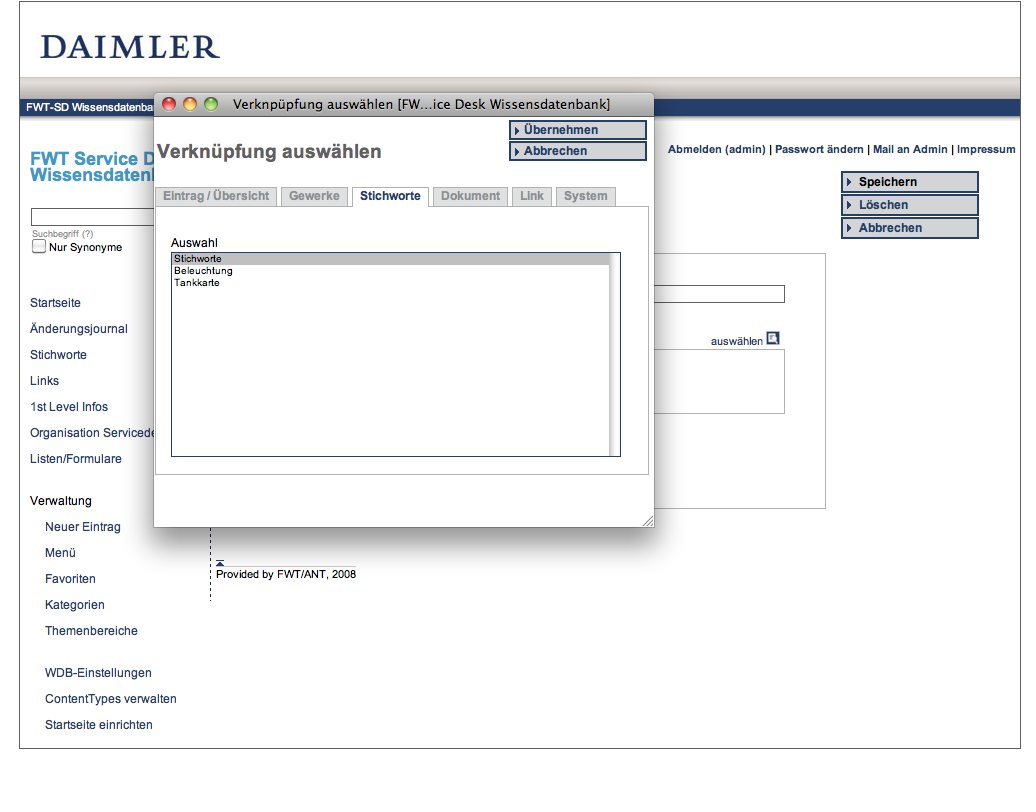 DAIMLER
FWT-SD Wissensdatenba
Verknpüpfung auswählen [FW...ice Desk Wissensdatenbank]
Übernehmen
Abbrechen
Verknüpfung auswählen
Eintrag / Übersicht
Gewerke
Stichworte
Dokument
Link
System
Auswahl
Stichworte
Beleuchtung
Tankkarte
Abmelden (admin) | Passwort ändern | Mail an Admin | Impressum
Speichern
Löschen
Abbrechen
auswählen
FWT Service D
Wissensdatenl
Suchbegriff (?)
Nur Synonyme
Startseite
Änderungsjournal
Stichworte
Links
1st Level Infos
Organisation Servicede
Listen/Formulare
Verwaltung
Neuer Eintrag
Menü
Favoriten
Kategorien
Themenbereiche
WDB-Einstellungen
ContentTypes verwalten
Startseite einrichten
Provided by FWT/ANT, 2008